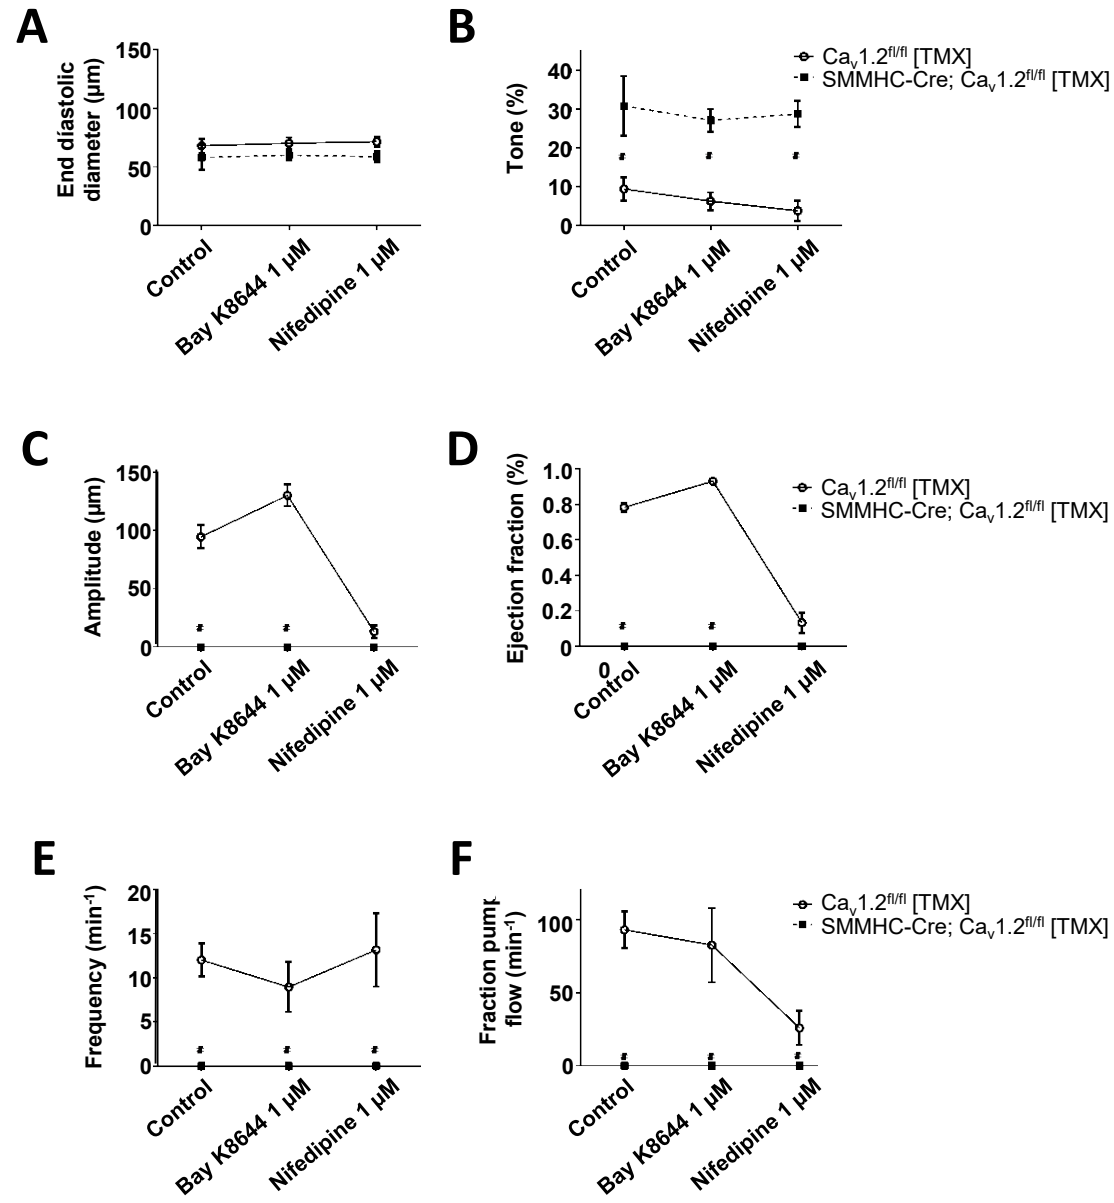 A
150
100
50
0
End diastolic
diameter (µm)
Control
Bay K8644 1 µM
Nifedipine 1 µM
B
40
30
20
10
0
Tone (%)
#
#
#
Control
Bay K8644 1 µM
Nifedipine 1 µM
Caᵥ1.2ᶠˡ/ᶠˡ [TMX]
SMMHC-Cre; Caᵥ1.2ᶠˡ/ᶠˡ [TMX]
C
150
100
50
0
Amplitude (µm)
#
#
Control
Bay K8644 1 µM
Nifedipine 1 µM
D
1.0
0.8
0.6
0.4
0.2
0
0
Ejection fraction (%)
#
#
Control
Bay K8644 1 µM
Nifedipine 1 µM
Caᵥ1.2ᶠˡ/ᶠˡ [TMX]
SMMHC-Cre; Caᵥ1.2ᶠˡ/ᶠˡ [TMX]
E
20
15
10
5
0
Frequency (min⁻¹)
#
#
#
Control
Bay K8644 1 µM
Nifedipine 1 µM
F
100
50
0
Fraction pump
flow (min⁻¹)
#
#
#
Control
Bay K8644 1 µM
Nifedipine 1 µM
Caᵥ1.2ᶠˡ/ᶠˡ [TMX]
SMMHC-Cre; Caᵥ1.2ᶠˡ/ᶠˡ [TMX]